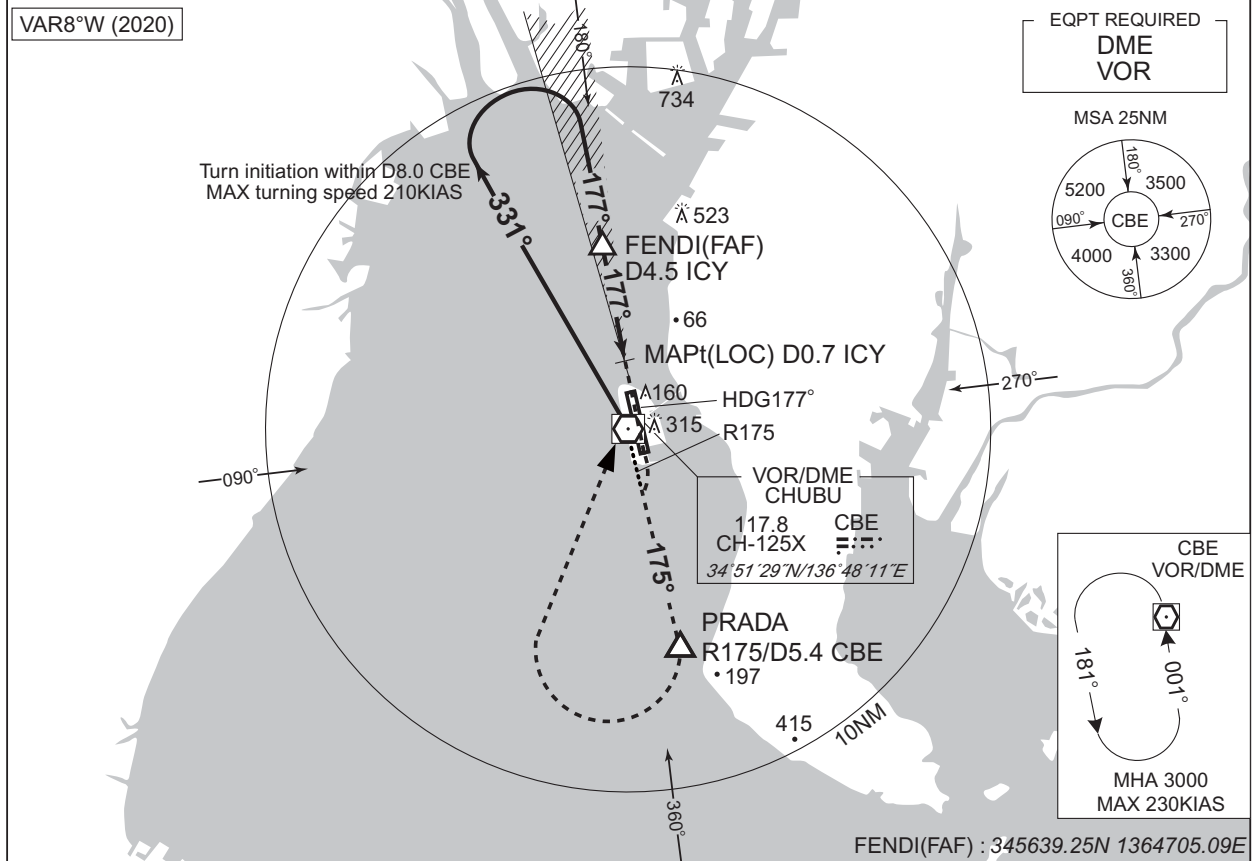 VAR8°W (2020)
EQPT REQUIRED
DME
VOR
MSA 25NM
180°
5200
3500
090°
CBE
270°
4000
3300
360°
180°
734
Turn initiation within D8.0 CBE
MAX turning speed 210KIAS
331°
177°
523
FENDI(FAF)
D4.5 ICY
177°
66
MAPt(LOC) D0.7 ICY
160
HDG177°
315
R175
270°
090°
VOR/DME
CHUBU
117.8 CBE
CH-125X
34°51′29″N/136°48′11″E
175°
PRADA
R175/D5.4 CBE
197
415
10NM
360°
CBE
VOR/DME
181°
001°
MHA 3000
MAX 230KIAS
FENDI(FAF) : 345639.25N 1364705.09E